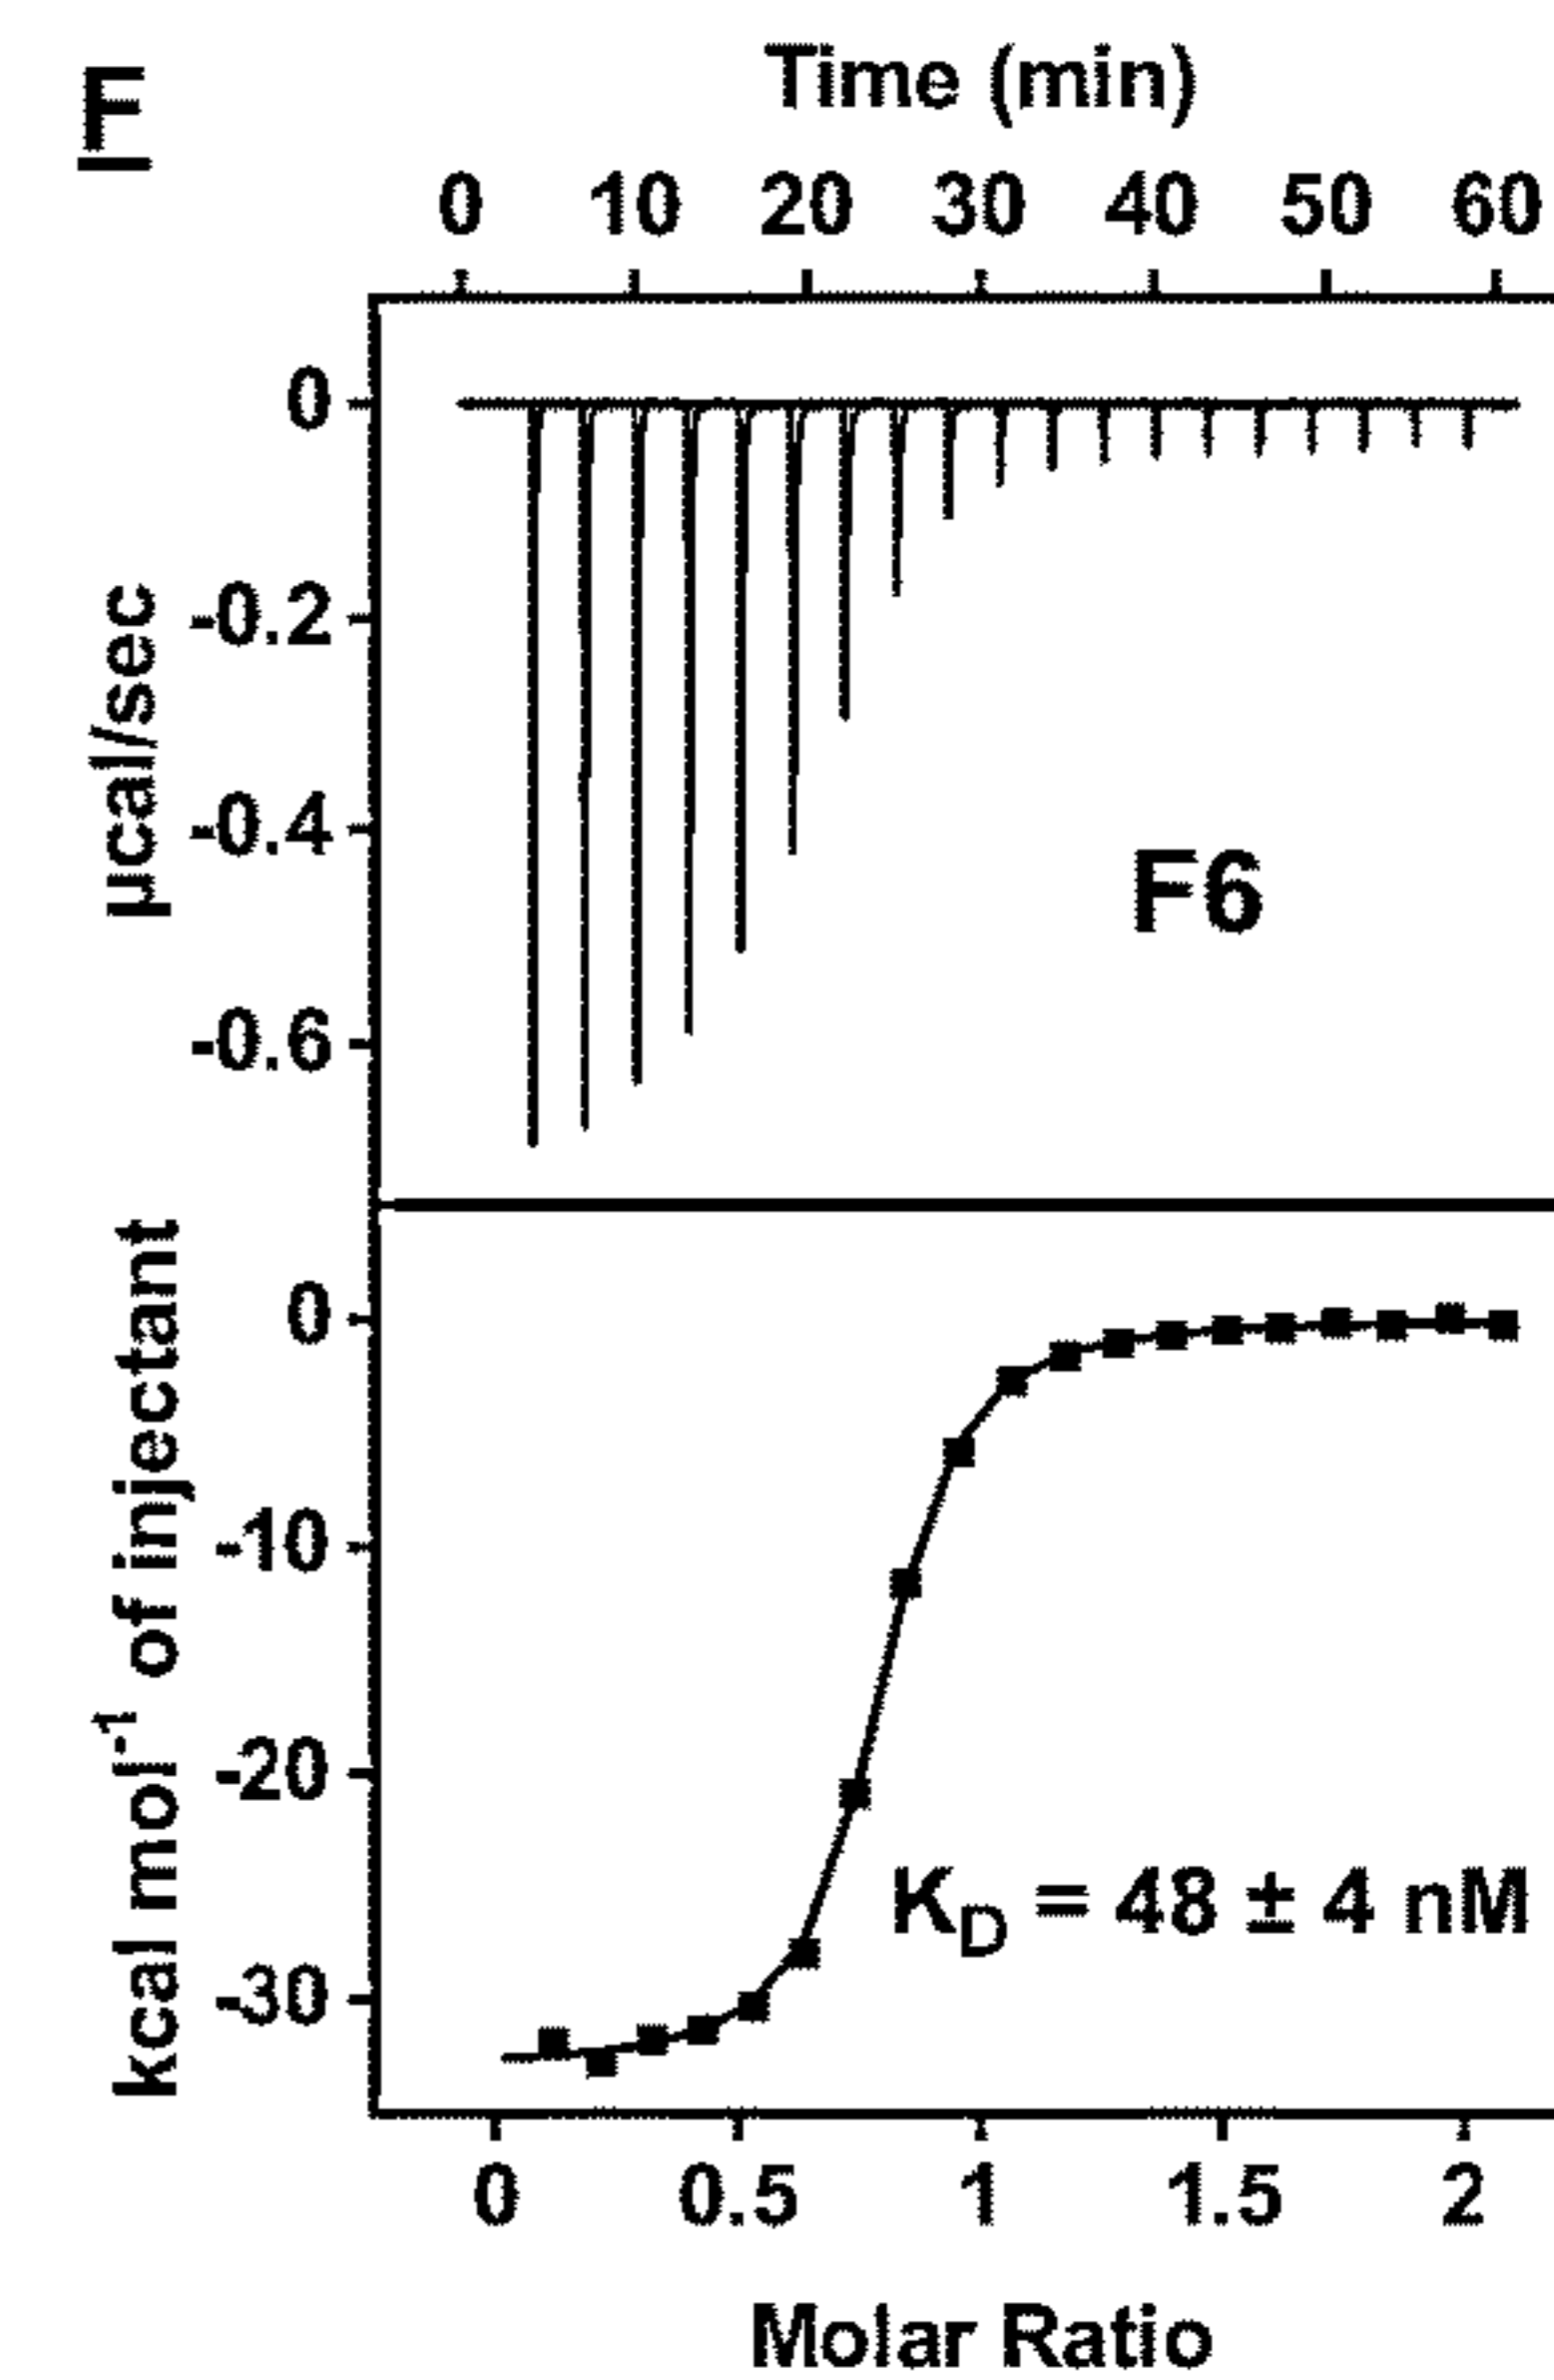 F
Time (min)
0 10 20 30 40 50 60
0
-0.2
-0.4
-0.6
µcal/sec
F6
0
-10
-20
-30
kcal mol⁻¹ of injectant
K_D = 48 ± 4 nM
0 0.5 1 1.5 2
Molar Ratio